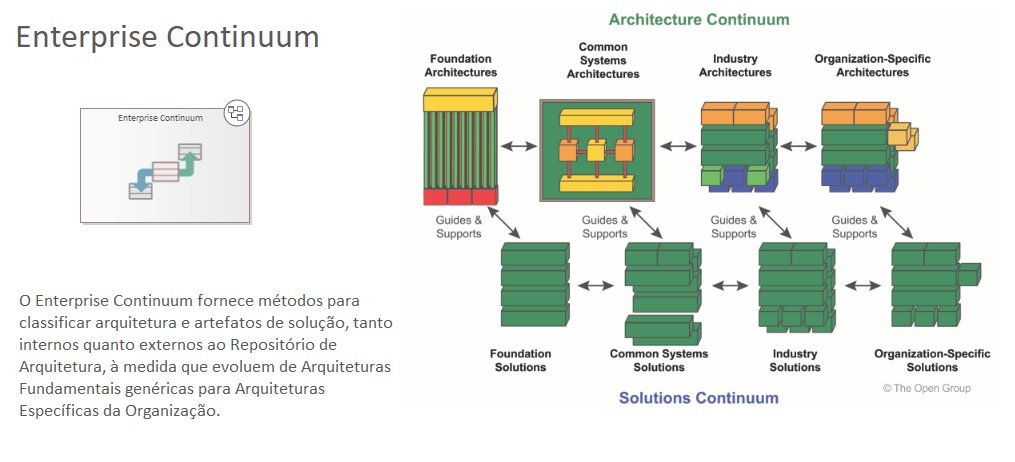 Enterprise Continuum
Enterprise Continuum
O Enterprise Continuum fornece métodos para
classificar arquitetura e artefatos de solução, tanto
internos quanto externos ao Repositório de
Arquitetura, à medida que evoluem de Arquiteturas
Fundamentais genéricas para Arquiteturas
Específicas da Organização.
Architecture Continuum
Foundation
Architectures
Common
Systems
Architectures
Industry
Architectures
Organization-Specific
Architectures
Guides &
Supports
Guides &
Supports
Guides &
Supports
Guides &
Supports
Foundation
Solutions
Common Systems
Solutions
Industry
Solutions
Organization-Specific
Solutions
© The Open Group
Solutions Continuum